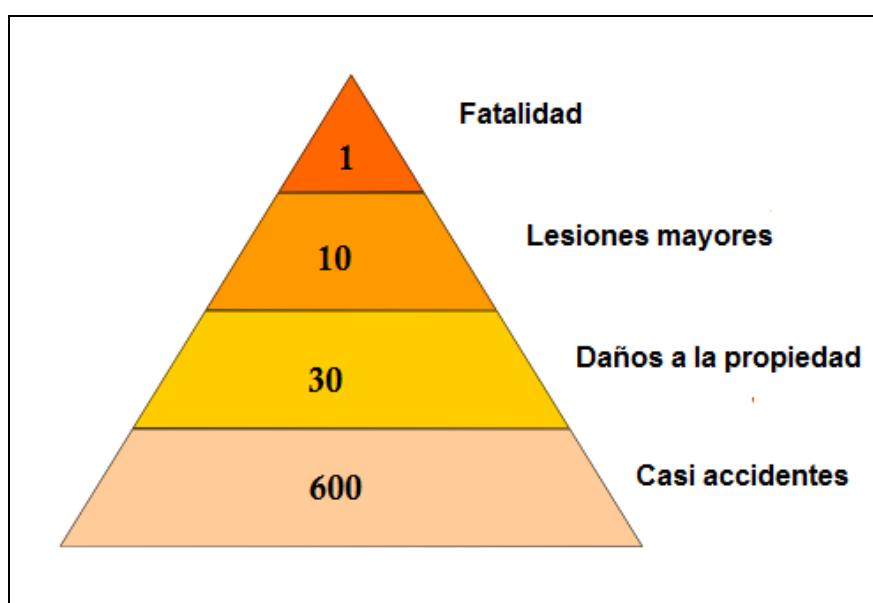 Fatalidad
1
Lesiones mayores
10
Daños a la propiedad
30
Casi accidentes
600